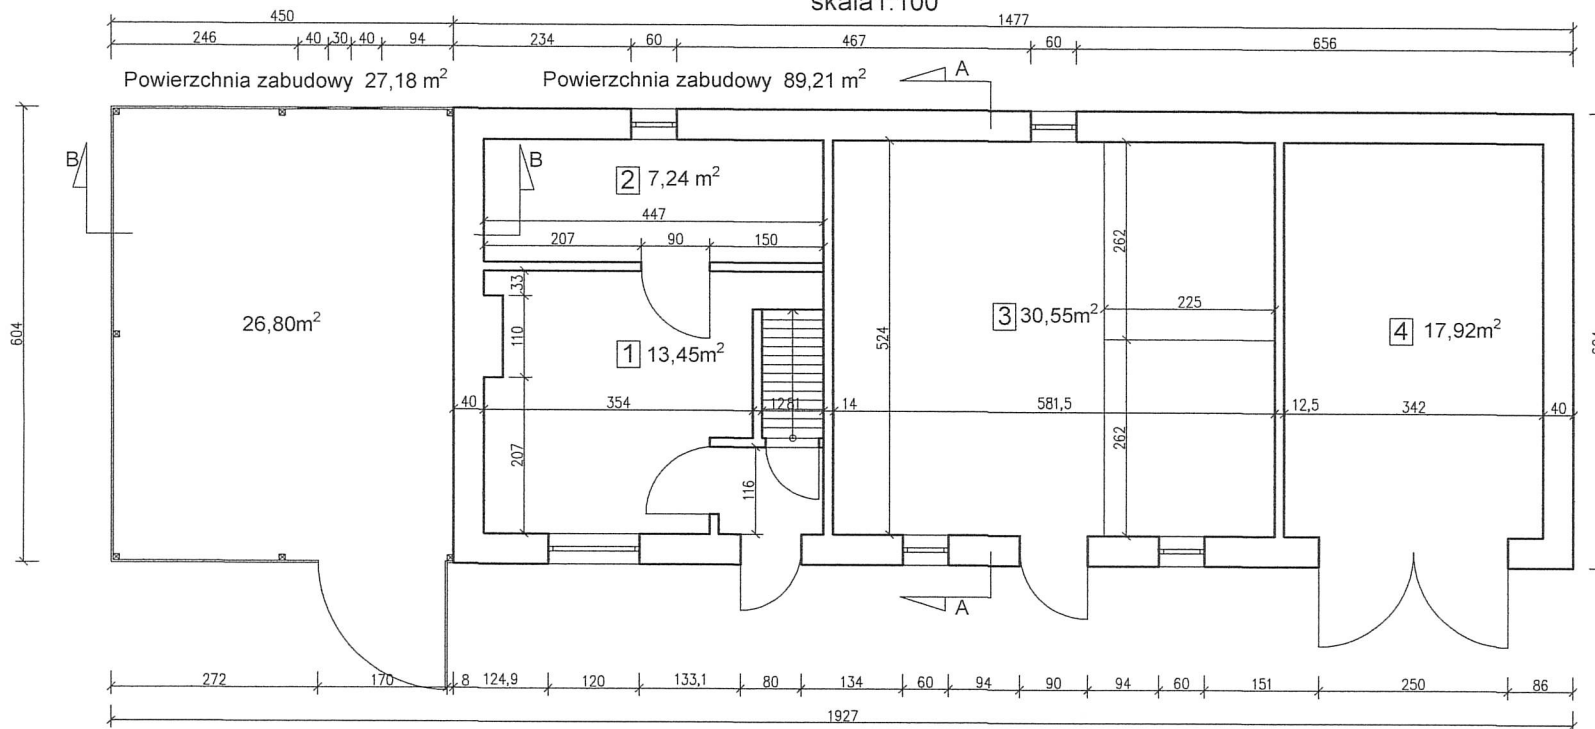 skala1:100
450 1477
246 40 30 40 94 234 60 467 60 656
Powierzchnia zabudowy 27,18 m² Powierzchnia zabudowy 89,21 m² A
B B
2 7,24 m²
447
207 90 150
262
33
225
26,80m²
3 30,55m²
604
110
524
4 17,92m²
1 13,45m²
40 354 12 81 14 581,5 12,5 342 40
207
262
116
A
272 170 8 124,9 120 133,1 80 134 60 94 90 94 60 151 250 86
1927